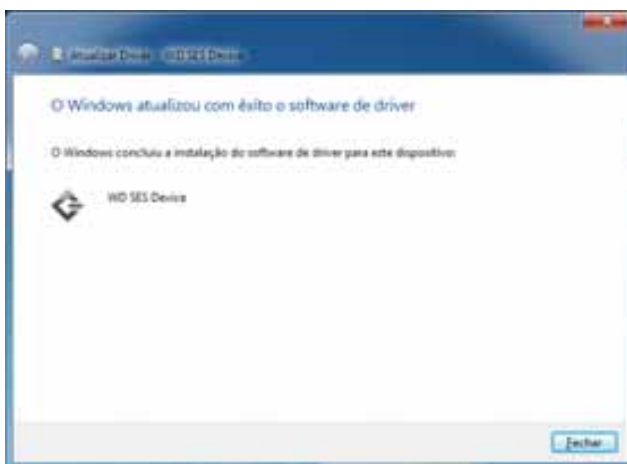 Atualizar Driver - WD SES Device
O Windows atualizou com êxito o software de driver
O Windows concluiu a instalação do software de driver para este dispositivo:
WD SES Device
Fechar